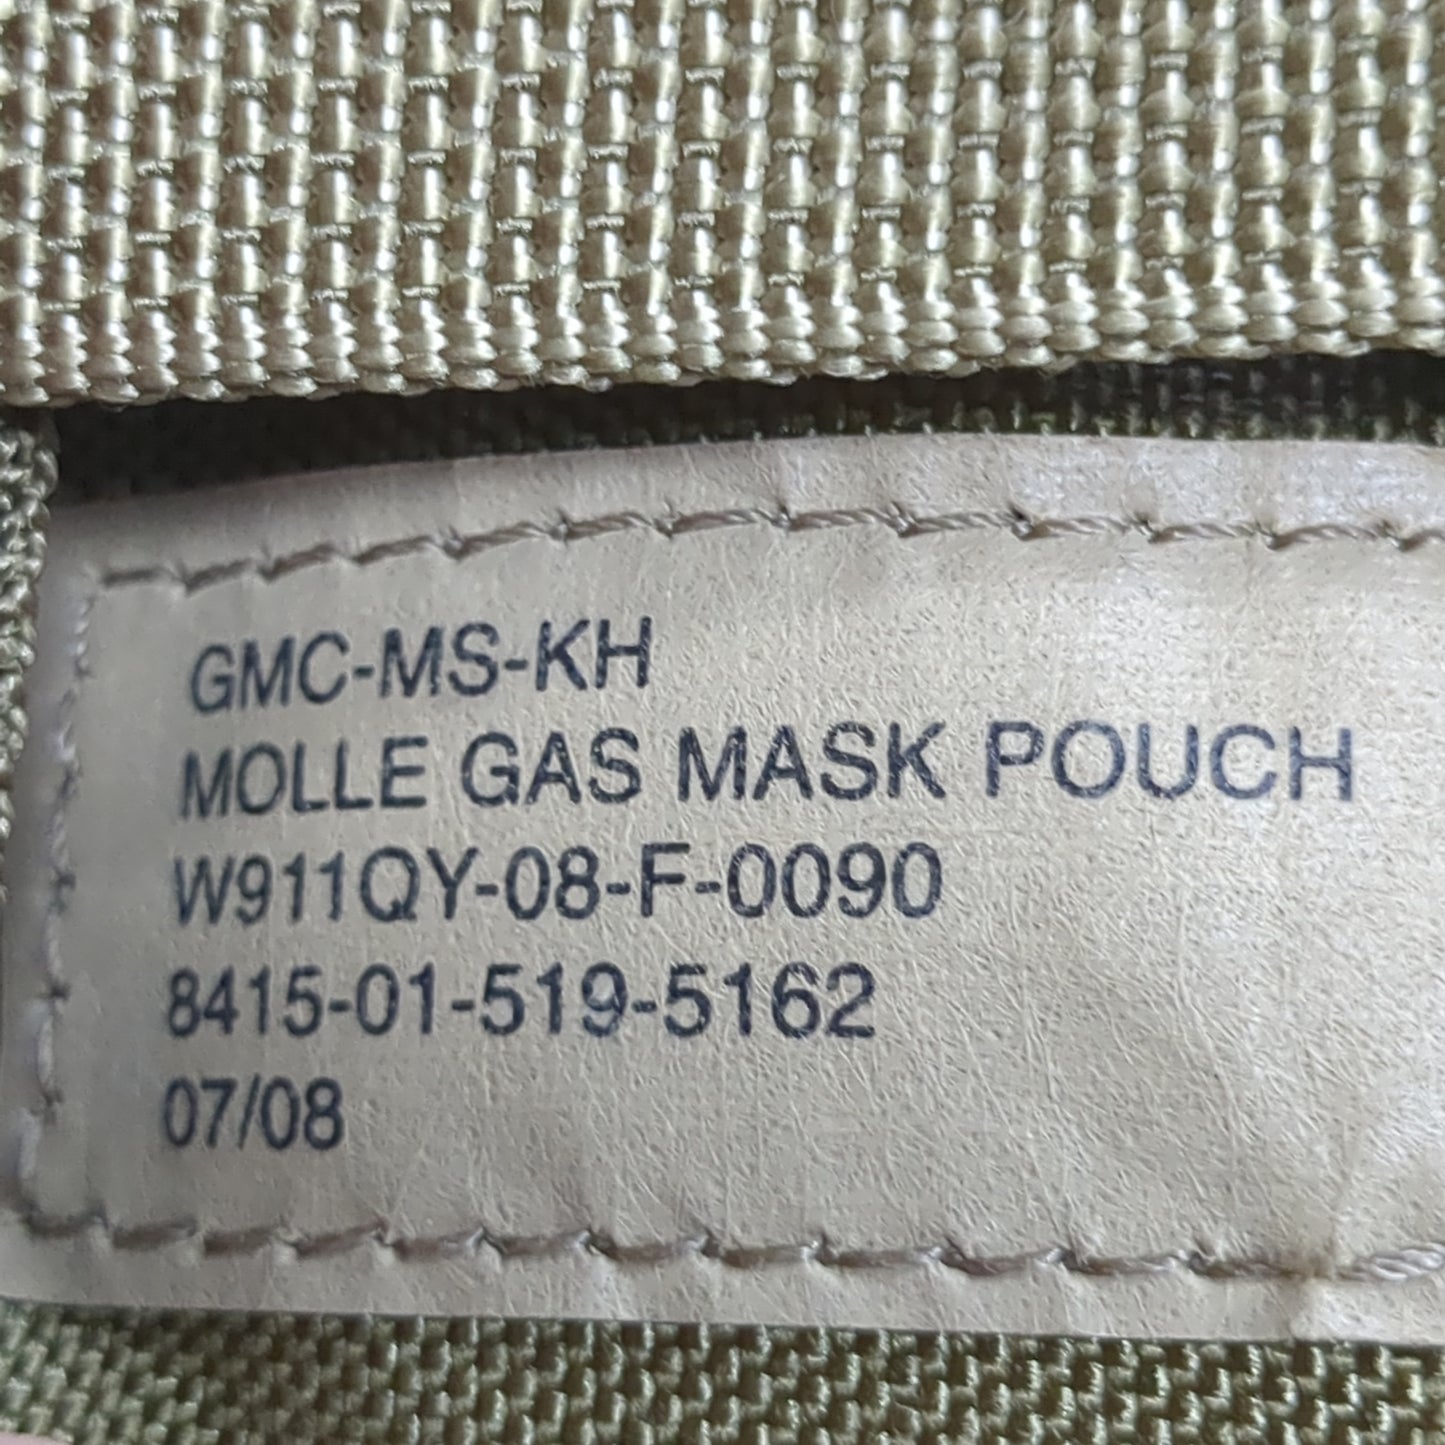 GMC-MS-KH
MOLLE GAS MASK POUCH
W911QY-08-F-0090
8415-01-519-5162
07/08